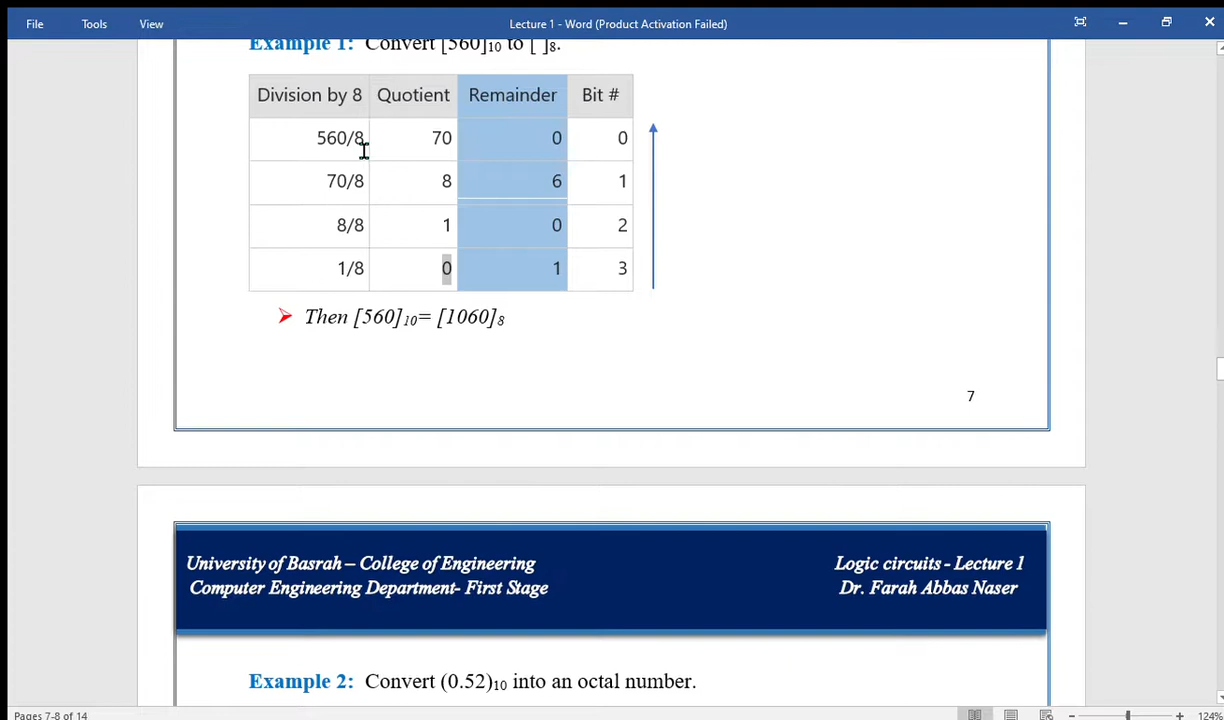 File Tools View Lecture 1 - Word (Product Activation Failed)
Example 1: Convert [560]₁₀ to [ ]₈.
Division by 8 Quotient Remainder Bit #
560/8 70 0 0
70/8 8 6 1
8/8 1 0 2
1/8 0 1 3
Then [560]₁₀= [1060]₈
7
University of Basrah – College of Engineering Logic circuits - Lecture 1
Computer Engineering Department- First Stage Dr. Farah Abbas Naser
Example 2: Convert (0.52)₁₀ into an octal number.
Pages 7-8 of 14 124%